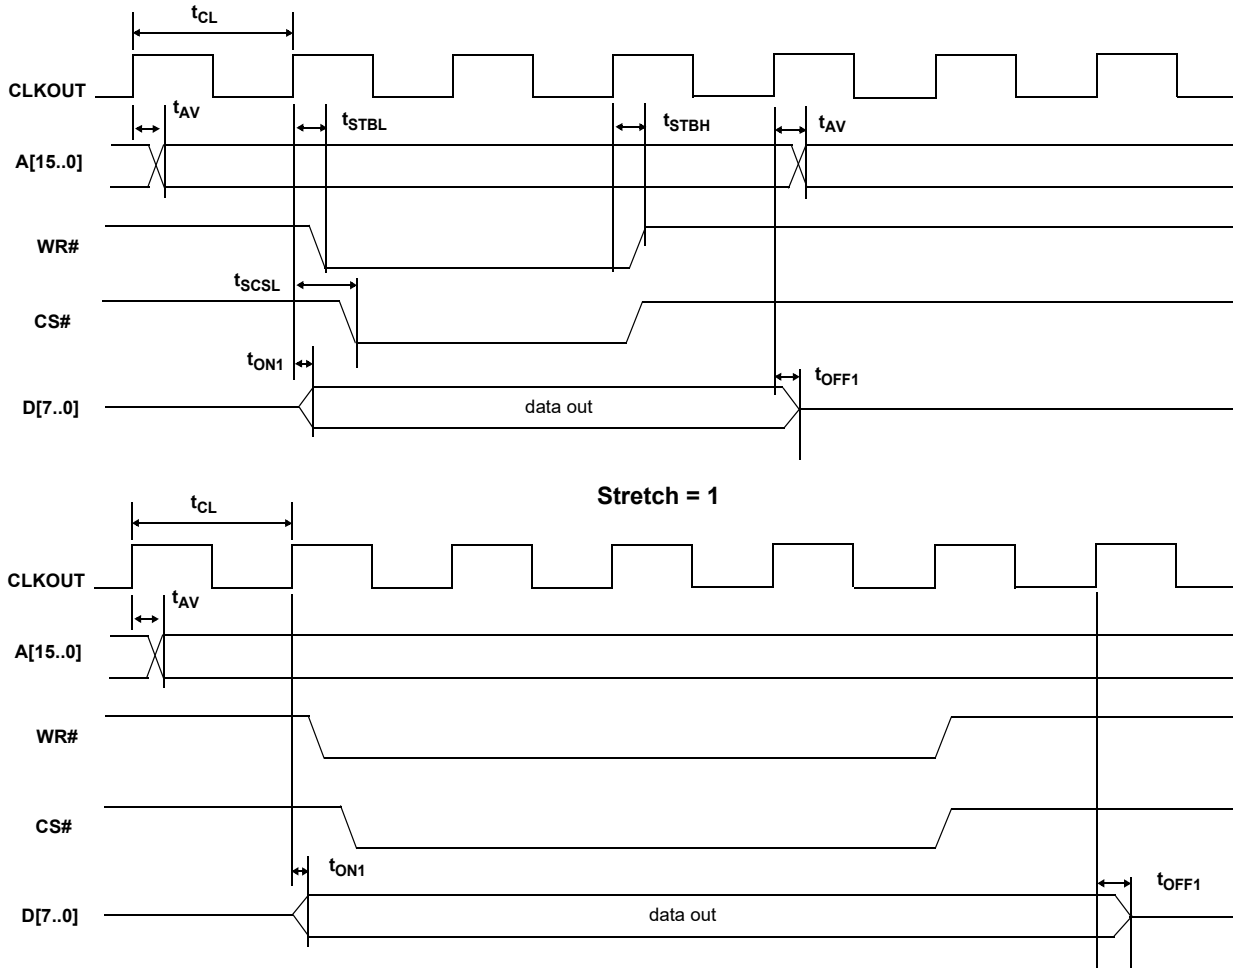 tCL
CLKOUT
tAV
tSTBL
tSTBH
tAV
A[15..0]
WR#
tSCSL
CS#
tON1
tOFF1
D[7..0]
data out
Stretch = 1
tCL
CLKOUT
tAV
A[15..0]
WR#
CS#
tON1
tOFF1
D[7..0]
data out